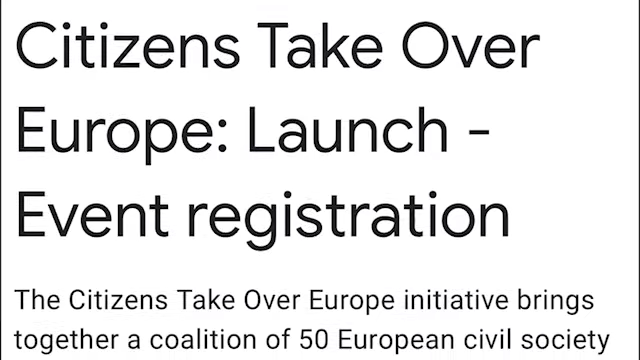 Citizens Take Over
Europe: Launch -
Event registration
The Citizens Take Over Europe initiative brings
together a coalition of 50 European civil society